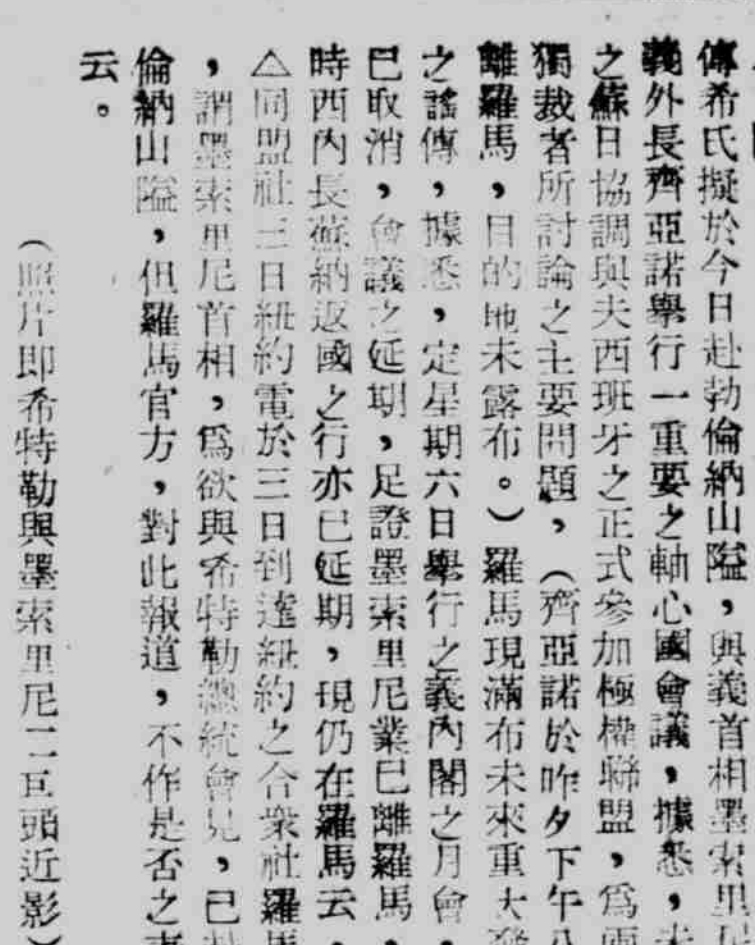 傳希氏擬於今日赴勃倫納山隘，與義首相墨索里
義外長齊亞諾舉行一重要之軸心國會議，據悉，
之蘇日協調與夫西班牙之正式參加極權聯盟，爲
獨裁者所討論之主要問題，（齊亞諾於昨夕下午
離羅馬，目的地未露布。）羅馬現滿布未來重大
之謠傳，據悉，定星期六日舉行之義內閣之月會，
已取消，會議之延期，足證墨索里尼業已離羅馬，
時西內長蘇納返國之行亦已延期，現仍在羅馬云。
△同盟社三日紐約電於三日到達紐約之合衆社羅
，謂墨索里尼首相，爲欲與希特勒總統會見，已
倫納山隘，但羅馬官方，對此報道，不作是否之
云。
（照片即希特勒與墨索里尼二巨頭近影）